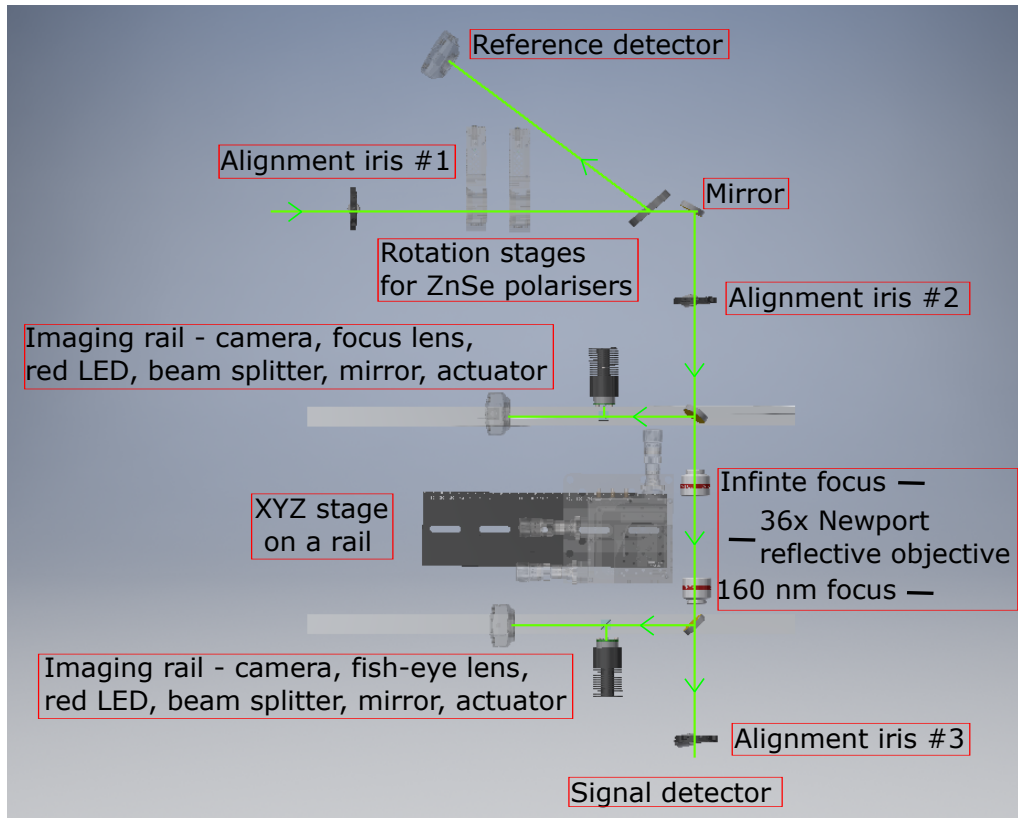 Reference detector
Alignment iris #1
Mirror
Rotation stages
for ZnSe polarisers
Alignment iris #2
Imaging rail - camera, focus lens,
red LED, beam splitter, mirror, actuator
XYZ stage
on a rail
Infinte focus —
— 36x Newport
reflective objective
160 nm focus —
Imaging rail - camera, fish-eye lens,
red LED, beam splitter, mirror, actuator
Alignment iris #3
Signal detector